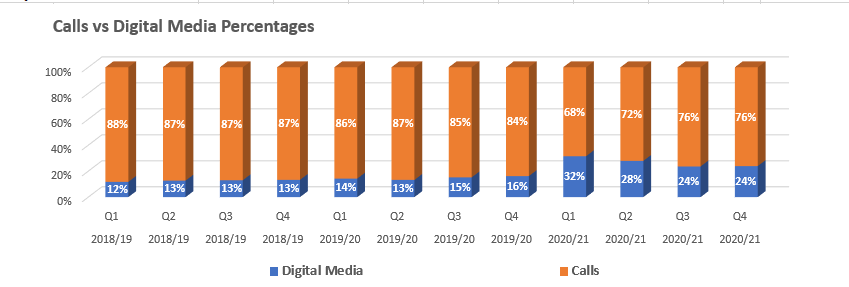 Calls vs Digital Media Percentages
100%
80%
60%
40%
20%
0%
88% 87% 87% 87% 86% 87% 85% 84% 68% 72% 76% 76%
12% 13% 13% 13% 14% 13% 15% 16% 32% 28% 24% 24%
Q1 Q2 Q3 Q4 Q1 Q2 Q3 Q4 Q1 Q2 Q3 Q4
2018/19 2018/19 2018/19 2018/19 2019/20 2019/20 2019/20 2019/20 2020/21 2020/21 2020/21 2020/21
Digital Media Calls